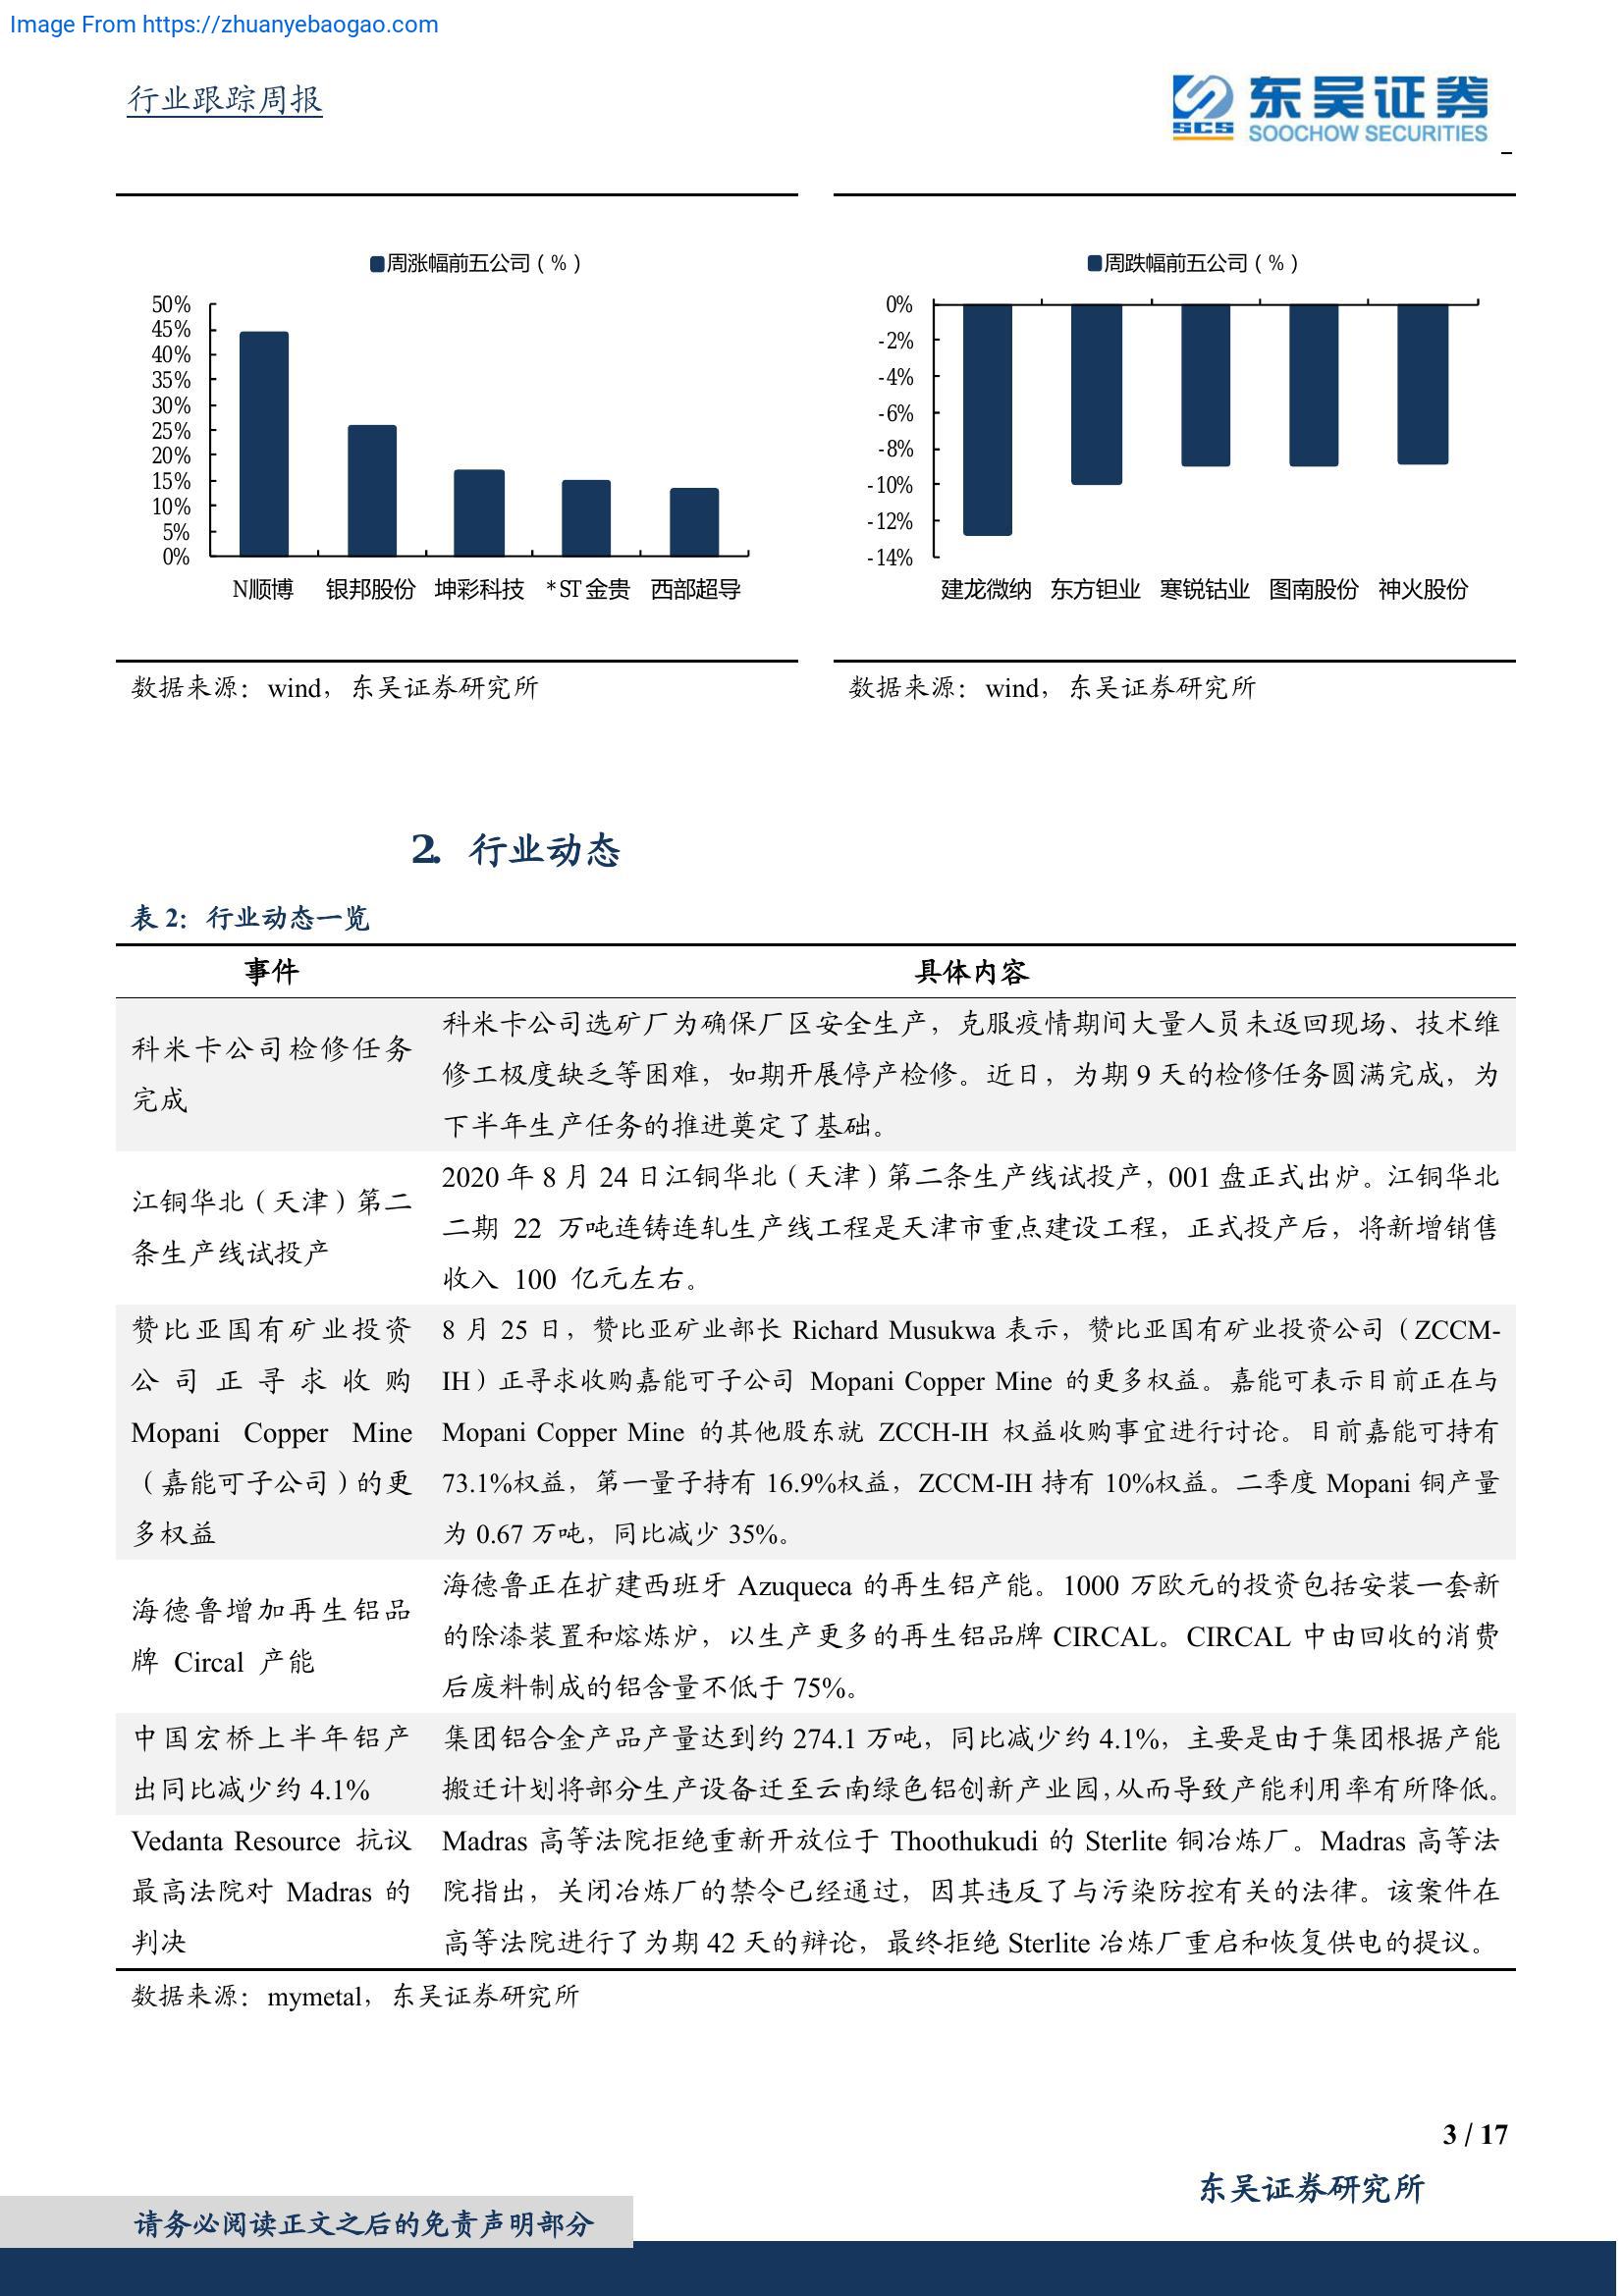 Image From https://zhuanyebaogao.com
行业跟踪周报
SCS
东吴证券
SOOCHOW SECURITIES
周涨幅前五公司（%）
50%
45%
40%
35%
30%
25%
20%
15%
10%
5%
0%
N顺博 银邦股份 坤彩科技 *ST金贵 西部超导
数据来源：wind，东吴证券研究所
周跌幅前五公司（%）
0%
-2%
-4%
-6%
-8%
-10%
-12%
-14%
建龙微纳 东方钽业 寒锐钴业 图南股份 神火股份
数据来源：wind，东吴证券研究所
2. 行业动态
表 2：行业动态一览
事件 具体内容
科米卡公司检修任务
完成
科米卡公司选矿厂为确保厂区安全生产，克服疫情期间大量人员未返回现场、技术维
修工极度缺乏等困难，如期开展停产检修。近日，为期 9 天的检修任务圆满完成，为
下半年生产任务的推进奠定了基础。
江铜华北（天津）第二
条生产线试投产
2020 年 8 月 24 日江铜华北（天津）第二条生产线试投产，001 盘正式出炉。江铜华北
二期 22 万吨连铸连轧生产线工程是天津市重点建设工程，正式投产后，将新增销售
收入 100 亿元左右。
赞比亚国有矿业投资
公司正寻求收购
Mopani Copper Mine
（嘉能可子公司）的更
多权益
8 月 25 日，赞比亚矿业部长 Richard Musukwa 表示，赞比亚国有矿业投资公司（ZCCM-
IH）正寻求收购嘉能可子公司 Mopani Copper Mine 的更多权益。嘉能可表示目前正在与
Mopani Copper Mine 的其他股东就 ZCCH-IH 权益收购事宜进行讨论。目前嘉能可持有
73.1%权益，第一量子持有 16.9%权益，ZCCM-IH 持有 10%权益。二季度 Mopani 铜产量
为 0.67 万吨，同比减少 35%。
海德鲁增加再生铝品
牌 Circal 产能
海德鲁正在扩建西班牙 Azuqueca 的再生铝产能。1000 万欧元的投资包括安装一套新
的除漆装置和熔炼炉，以生产更多的再生铝品牌 CIRCAL。CIRCAL 中由回收的消费
后废料制成的铝含量不低于 75%。
中国宏桥上半年铝产
出同比减少约 4.1%
集团铝合金产品产量达到约 274.1 万吨，同比减少约 4.1%，主要是由于集团根据产能
搬迁计划将部分生产设备迁至云南绿色铝创新产业园，从而导致产能利用率有所降低。
Vedanta Resource 抗议
最高法院对 Madras 的
判决
Madras 高等法院拒绝重新开放位于 Thoothukudi 的 Sterlite 铜冶炼厂。Madras 高等法
院指出，关闭冶炼厂的禁令已经通过，因其违反了与污染防控有关的法律。该案件在
高等法院进行了为期 42 天的辩论，最终拒绝 Sterlite 冶炼厂重启和恢复供电的提议。
数据来源：mymetal，东吴证券研究所
3 / 17
东吴证券研究所
请务必阅读正文之后的免责声明部分